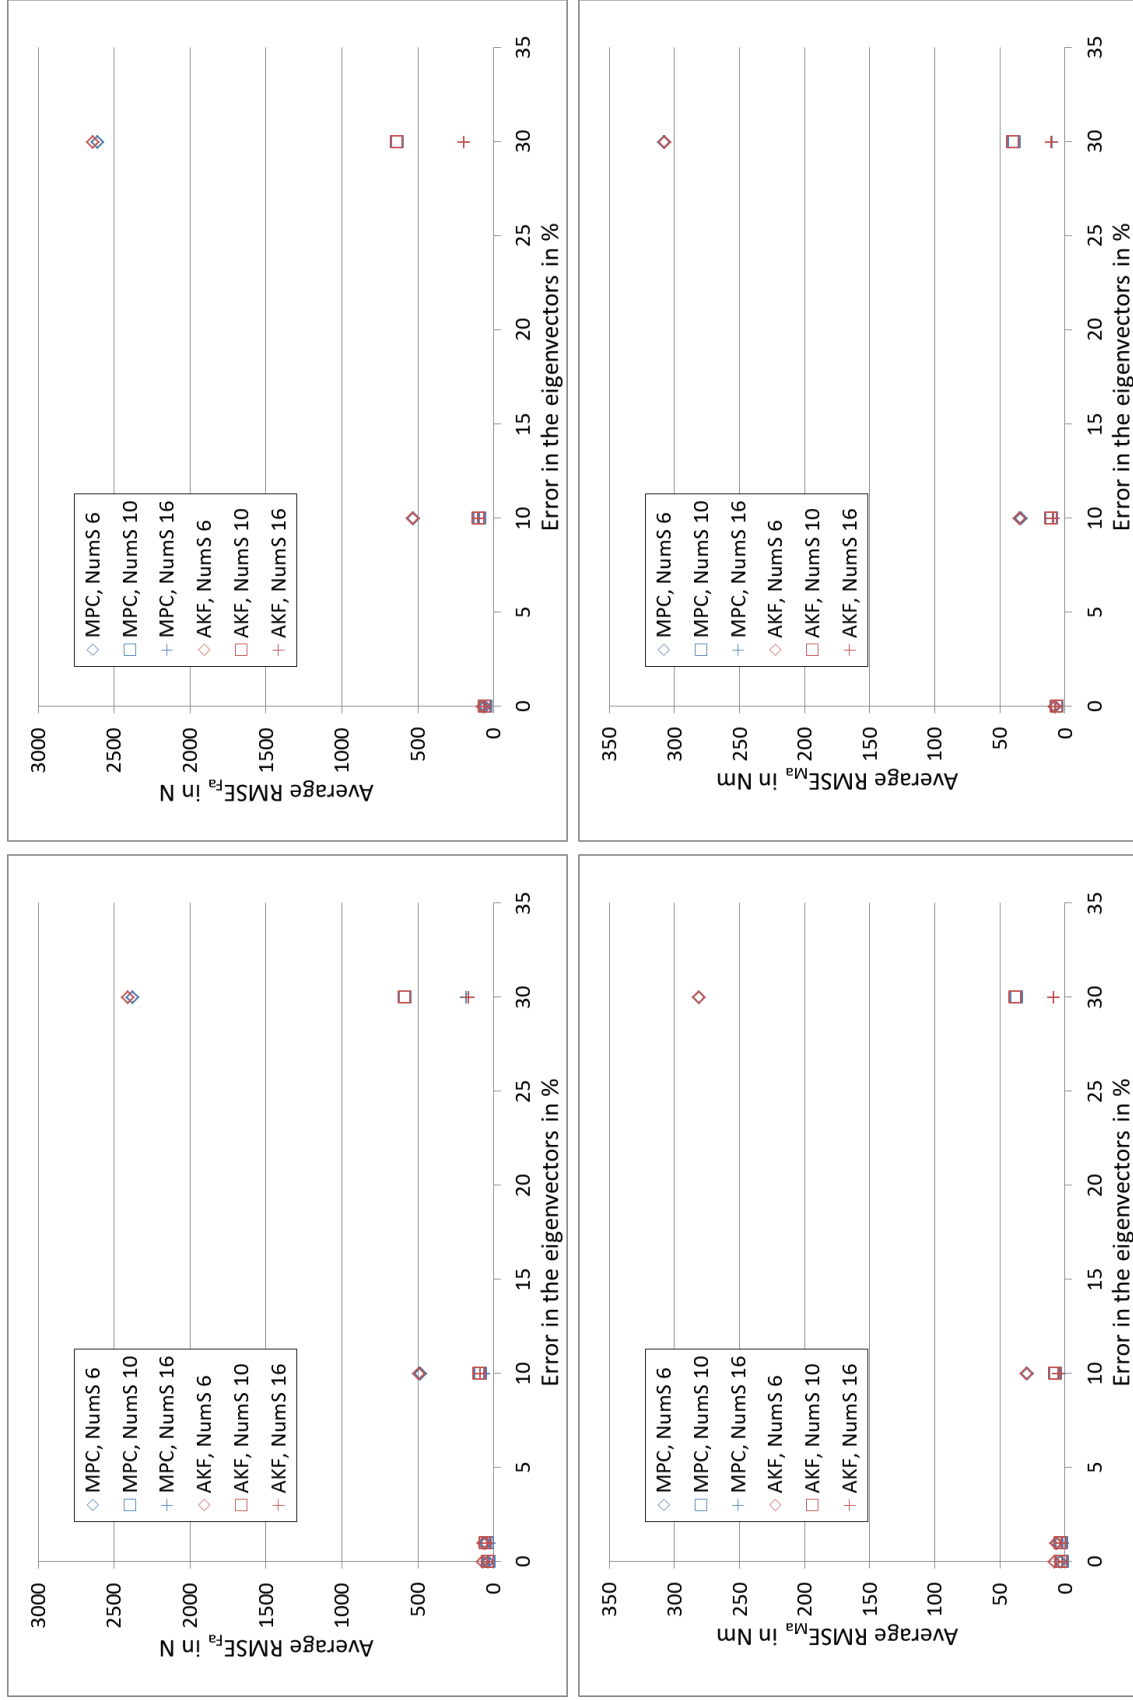 Average RMSE_Fa in N
3000
2500
2000
1500
1000
500
0
MPC, NumS 6
MPC, NumS 10
MPC, NumS 16
AKF, NumS 6
AKF, NumS 10
AKF, NumS 16
0 5 10 15 20 25 30 35
Error in the eigenvectors in %
Average RMSE_Fa in N
3000
2500
2000
1500
1000
500
0
MPC, NumS 6
MPC, NumS 10
MPC, NumS 16
AKF, NumS 6
AKF, NumS 10
AKF, NumS 16
0 5 10 15 20 25 30 35
Error in the eigenvectors in %
Average RMSE_Ma in Nm
350
300
250
200
150
100
50
0
MPC, NumS 6
MPC, NumS 10
MPC, NumS 16
AKF, NumS 6
AKF, NumS 10
AKF, NumS 16
0 5 10 15 20 25 30 35
Error in the eigenvectors in %
Average RMSE_Ma in Nm
350
300
250
200
150
100
50
0
MPC, NumS 6
MPC, NumS 10
MPC, NumS 16
AKF, NumS 6
AKF, NumS 10
AKF, NumS 16
0 5 10 15 20 25 30 35
Error in the eigenvectors in %